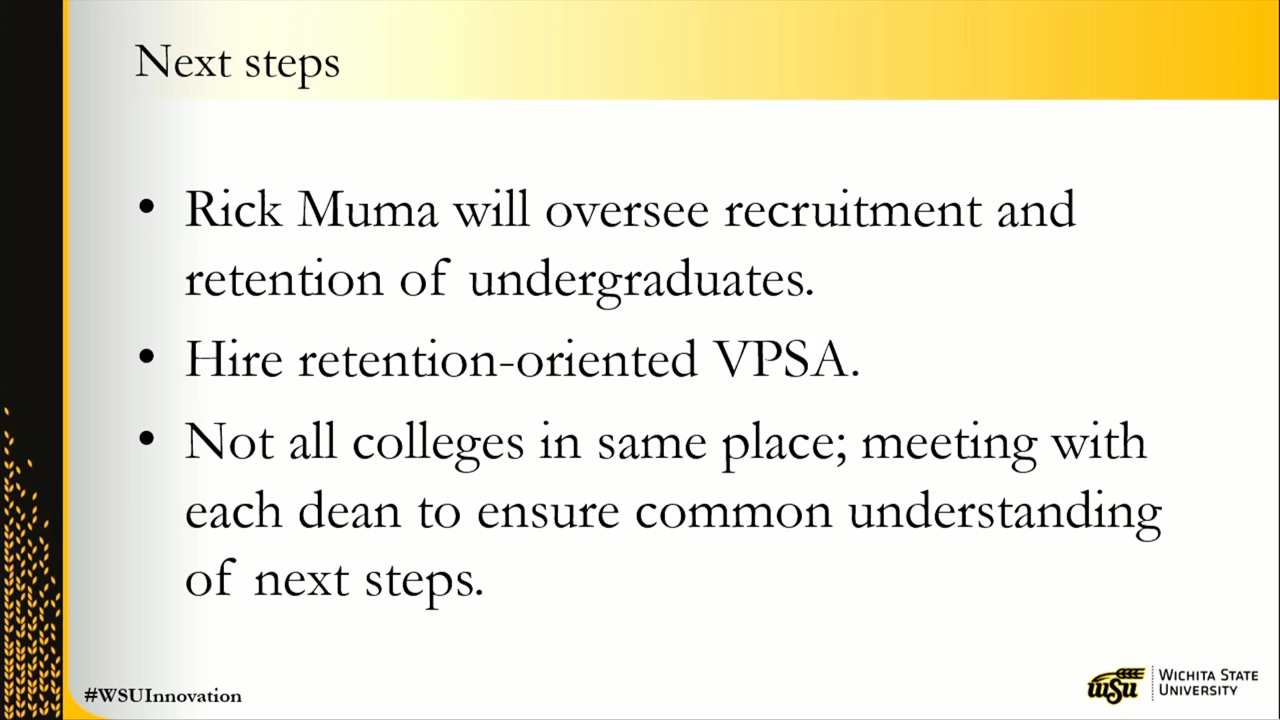 Next steps
• Rick Muma will oversee recruitment and
retention of undergraduates.
• Hire retention-oriented VPSA.
• Not all colleges in same place; meeting with
each dean to ensure common understanding
of next steps.
#WSUInnovation
wsu
WICHITA STATE
UNIVERSITY